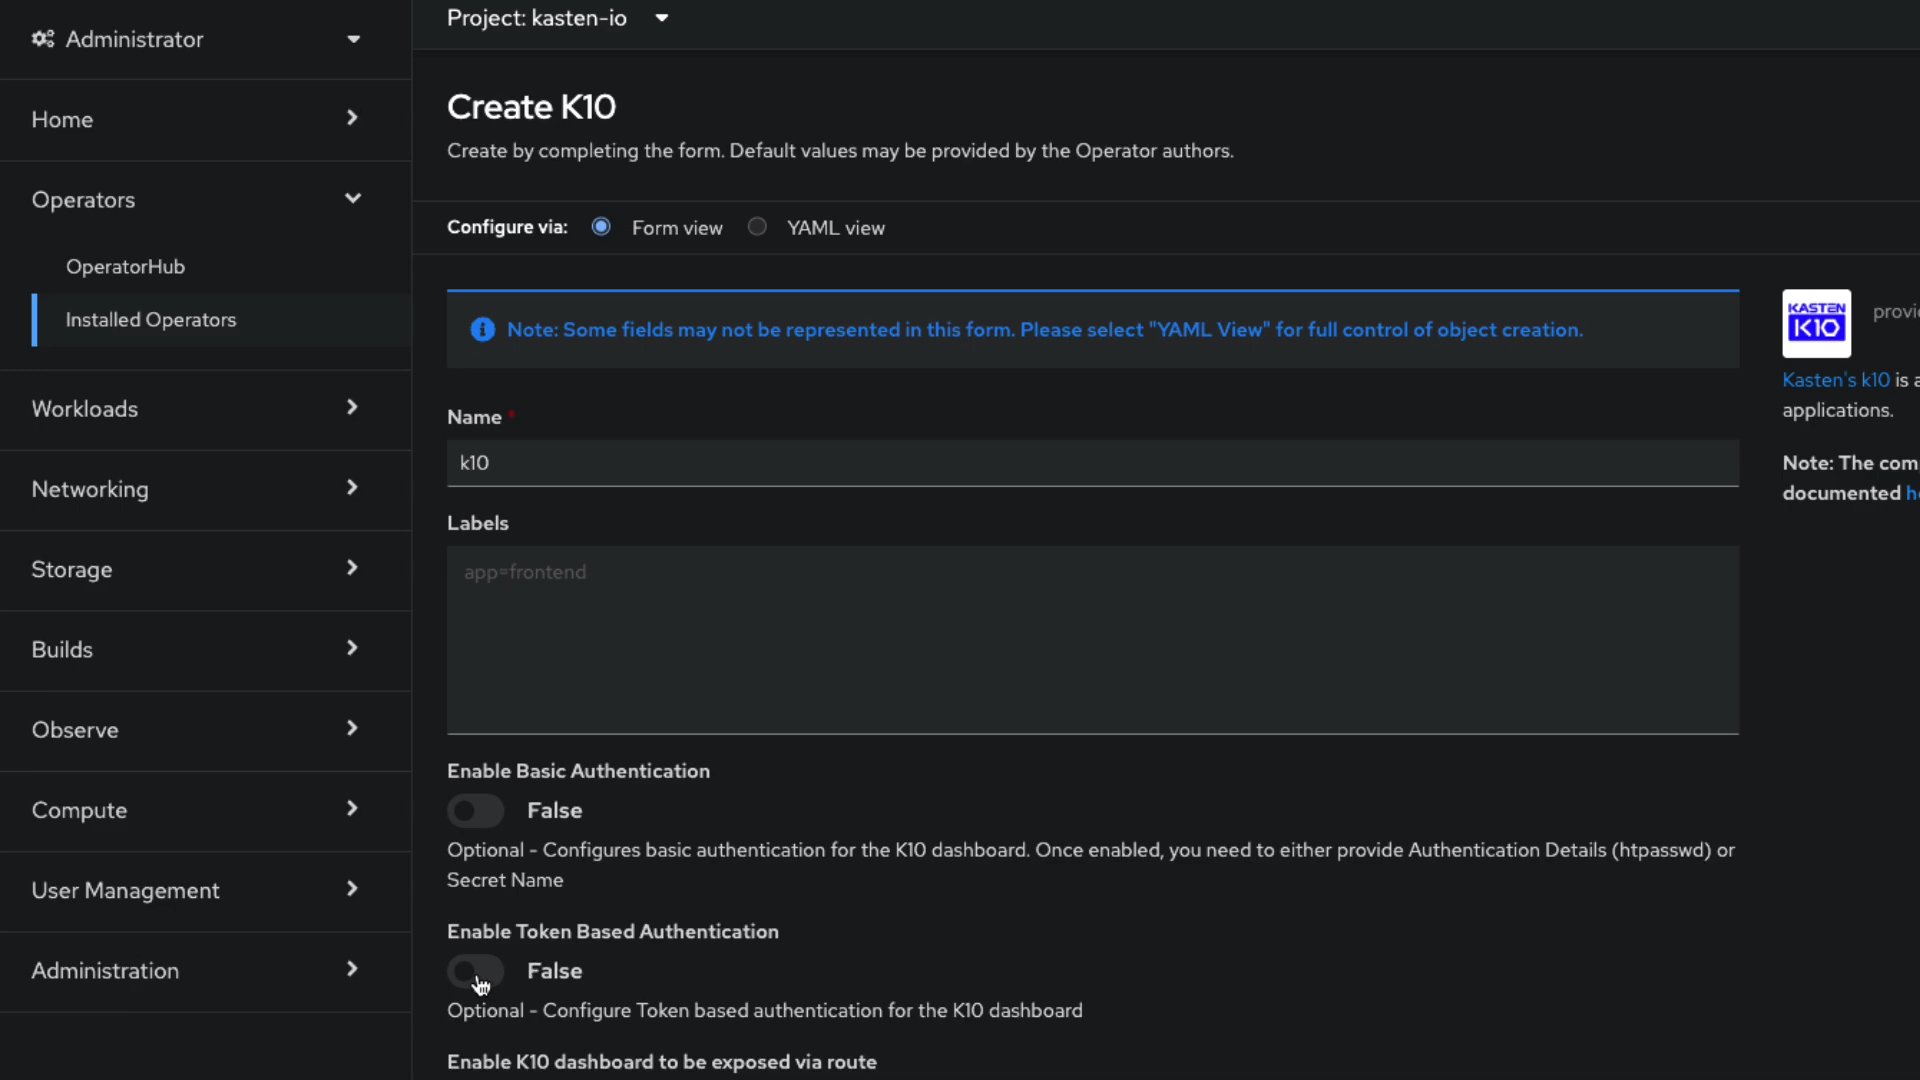 Administrator
Home
Operators
OperatorHub
Installed Operators
Workloads
Networking
Storage
Builds
Observe
Compute
User Management
Administration
Project: kasten-io
Create K10
Create by completing the form. Default values may be provided by the Operator authors.
Configure via: Form view YAML view
Note: Some fields may not be represented in this form. Please select "YAML View" for full control of object creation.
Name *
k10
Labels
app=frontend
Enable Basic Authentication
False
Optional - Configures basic authentication for the K10 dashboard. Once enabled, you need to either provide Authentication Details (htpasswd) or
Secret Name
Enable Token Based Authentication
False
Optional - Configure Token based authentication for the K10 dashboard
Enable K10 dashboard to be exposed via route
KASTEN
K10
Kasten's k10 is
applications.
Note: The
documented